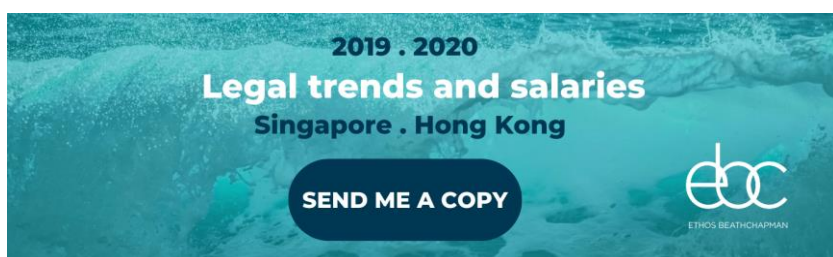 2019 . 2020
Legal trends and salaries
Singapore . Hong Kong
SEND ME A COPY
ebc
ETHOS BEATHCHAPMAN